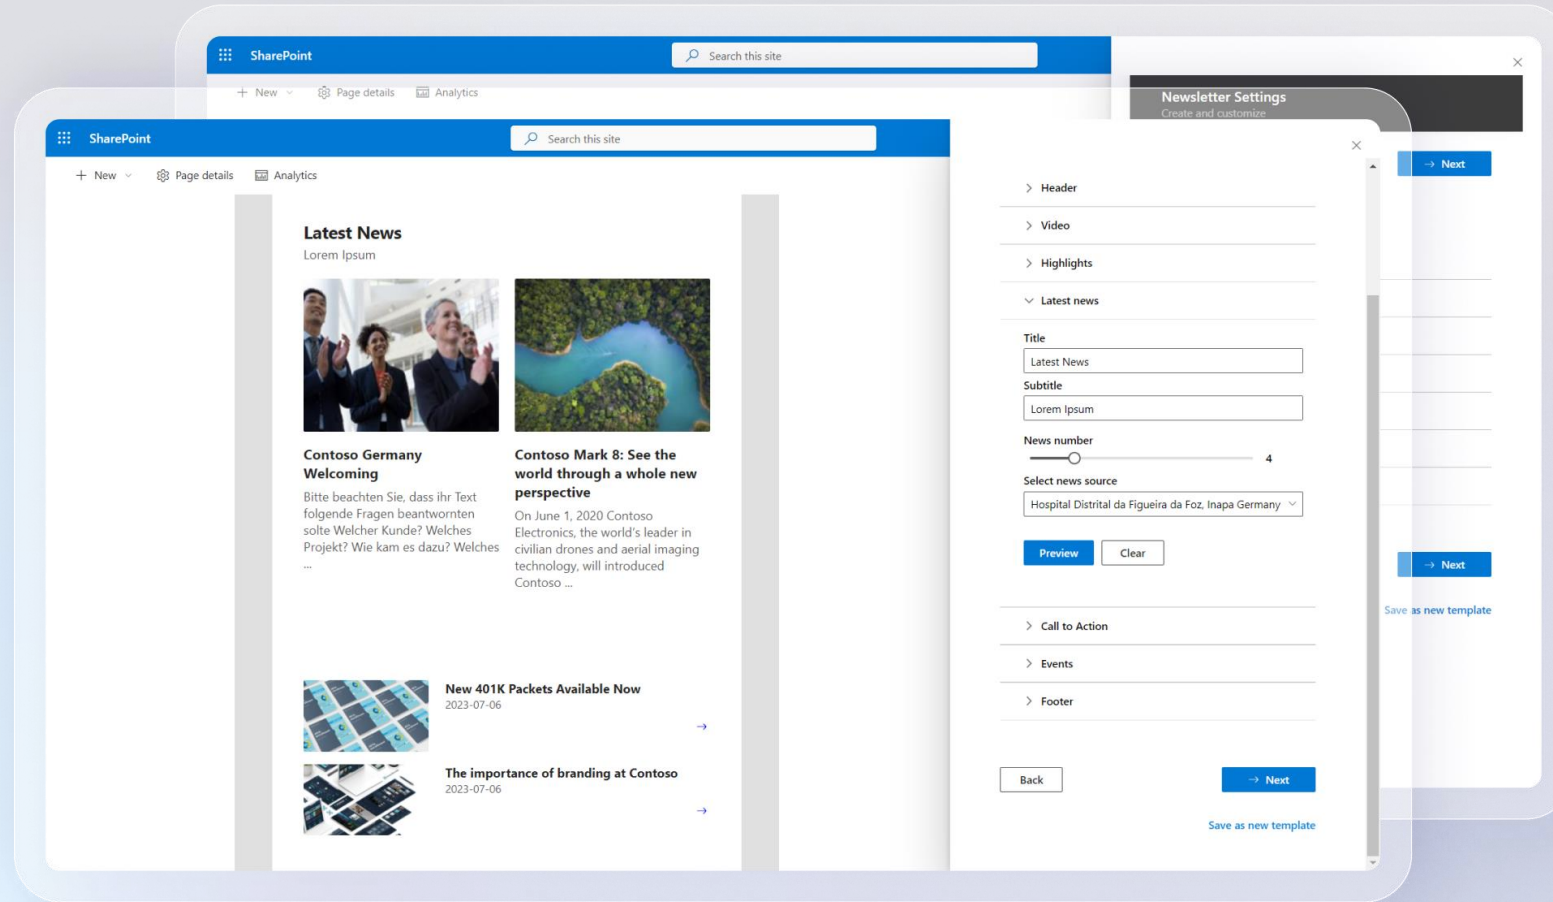 SharePoint
Search this site
New
Page details
Analytics
Newsletter Settings
Create and customize
Next
Next
Save as new template
SharePoint
Search this site
New
Page details
Analytics
Latest News
Lorem Ipsum
Contoso Germany
Welcoming
Bitte beachten Sie, dass ihr Text
folgende Fragen beantwornten
solte Welcher Kunde? Welches
Projekt? Wie kam es dazu? Welches
...
Contoso Mark 8: See the
world through a whole new
perspective
On June 1, 2020 Contoso
Electronics, the world's leader in
civilian drones and aerial imaging
technology, will introduced
Contoso ...
New 401K Packets Available Now
2023-07-06
The importance of branding at Contoso
2023-07-06
Header
Video
Highlights
Latest news
Title
Latest News
Subtitle
Lorem Ipsum
News number
4
Select news source
Hospital Distrital da Figueira da Foz, Inapa Germany
Preview
Clear
Call to Action
Events
Footer
Back
Next
Save as new template